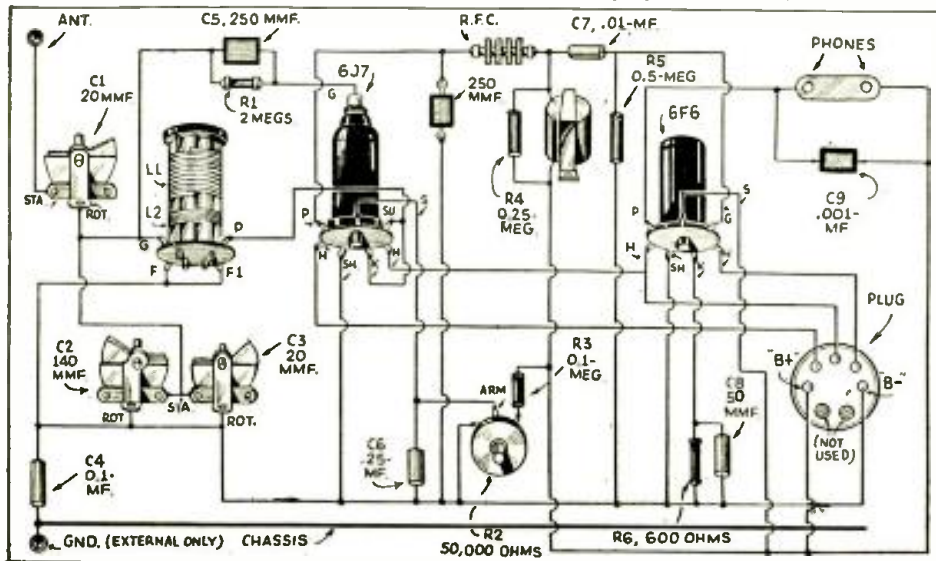 ANT.
C5, 250 MMF.
R.F.C.
C7, .01-MF.
C1
20 MMF
R1
2 MEGS
G
6J7
250
MMF
R5
0.5-MEG
PHONES
6F6
STA.
ROT.
L1
L2
R4
0.25-
MEG
C9
.001-
MF
G
P
F
F1
P
SU
S
H
SH
K
H
P
G
S
H
SH
K
H
PLUG
C2
140
MMF.
C3
20
MMF.
ROT
STA.
ROT.
ARM
R3
0.1-
MEG
C8
50
MMF
"B+"
"B-"
(NOT
USED)
C4
0.1-
MF.
C6
.25-
MF.
R2
50,000 OHMS
R6, 600 OHMS
GND. (EXTERNAL ONLY)
CHASSIS